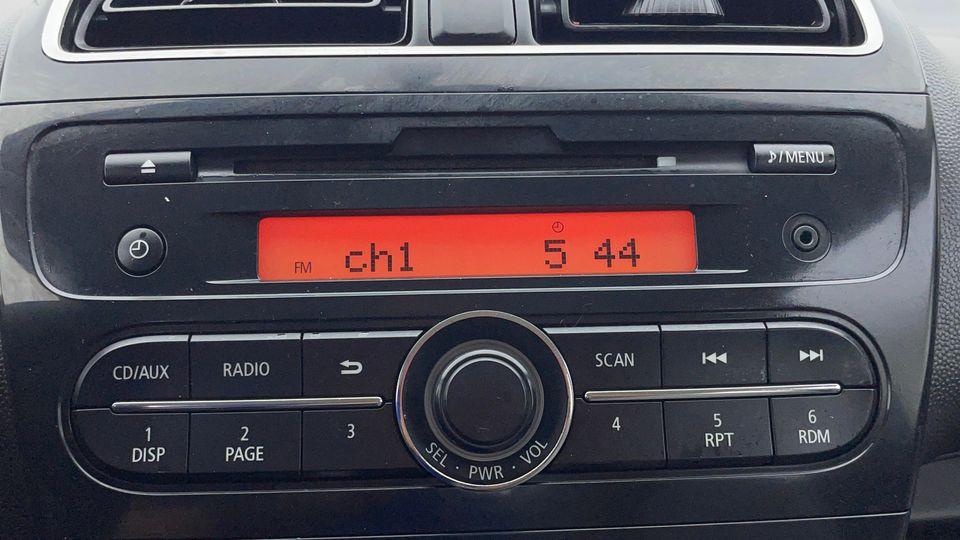 ♪/MENU
FM ch1 5 44
CD/AUX RADIO SCAN
1 2 3 4 5 6
DISP PAGE RPT RDM
SEL · PWR · VOL